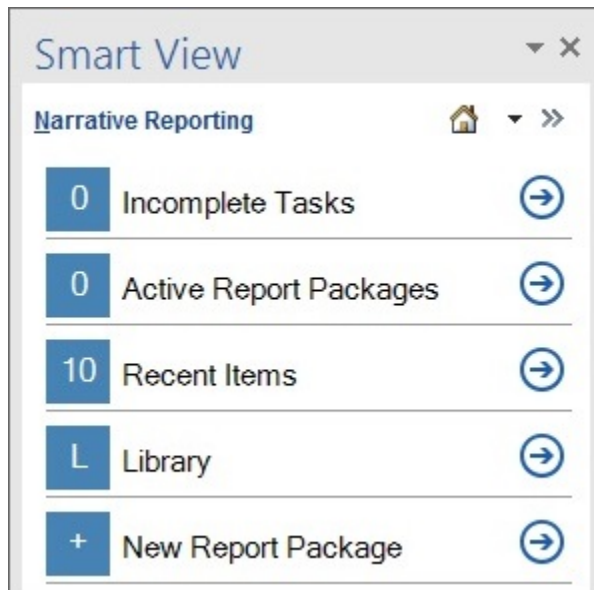 Smart View
Narrative Reporting
0 Incomplete Tasks
0 Active Report Packages
10 Recent Items
L Library
+ New Report Package